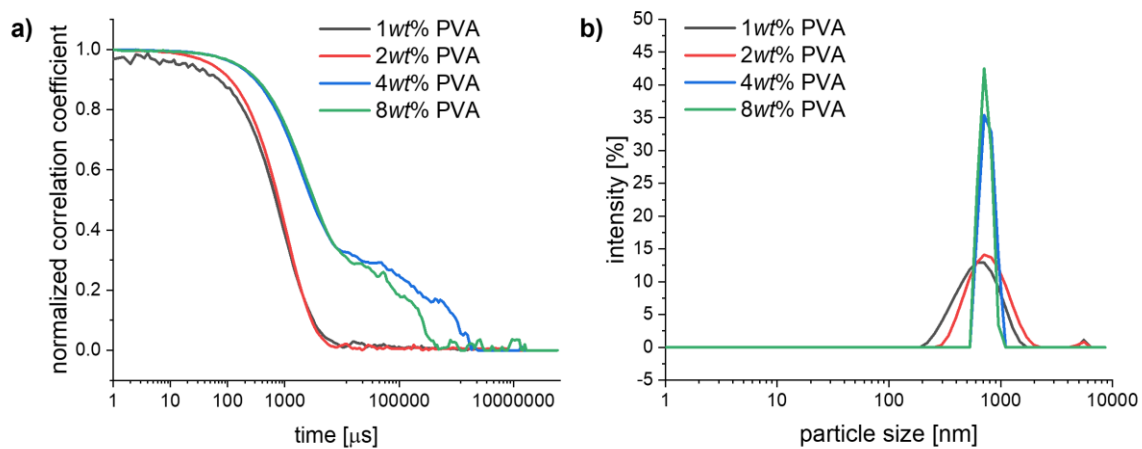 a)
1wt% PVA
2wt% PVA
4wt% PVA
8wt% PVA
normalized correlation coefficient
1.0
0.8
0.6
0.4
0.2
0.0
1 10 100 1000 100000 10000000
time [μs]
b)
1wt% PVA
2wt% PVA
4wt% PVA
8wt% PVA
intensity [%]
50
45
40
35
30
25
20
15
10
5
0
-5
1 10 100 1000 10000
particle size [nm]